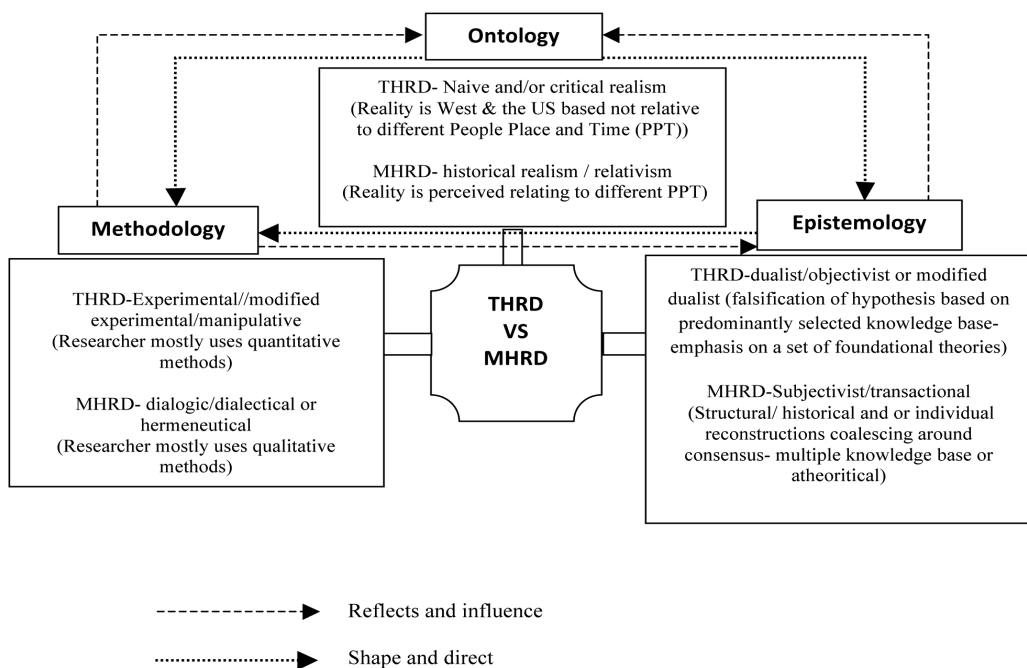 Ontology
THRD- Naive and/or critical realism
(Reality is West & the US based not relative
to different People Place and Time (PPT))
MHRD- historical realism / relativism
(Reality is perceived relating to different PPT)
Methodology
Epistemology
THRD-Experimental//modified
experimental/manipulative
(Researcher mostly uses quantitative
methods)
MHRD- dialogic/dialectical or
hermeneutical
(Researcher mostly uses qualitative
methods)
THRD
VS
MHRD
THRD-dualist/objectivist or modified
dualist (falsification of hypothesis based on
predominantly selected knowledge base-
emphasis on a set of foundational theories)
MHRD-Subjectivist/transactional
(Structural/ historical and or individual
reconstructions coalescing around
consensus- multiple knowledge base or
atheoritical)
Reflects and influence
Shape and direct